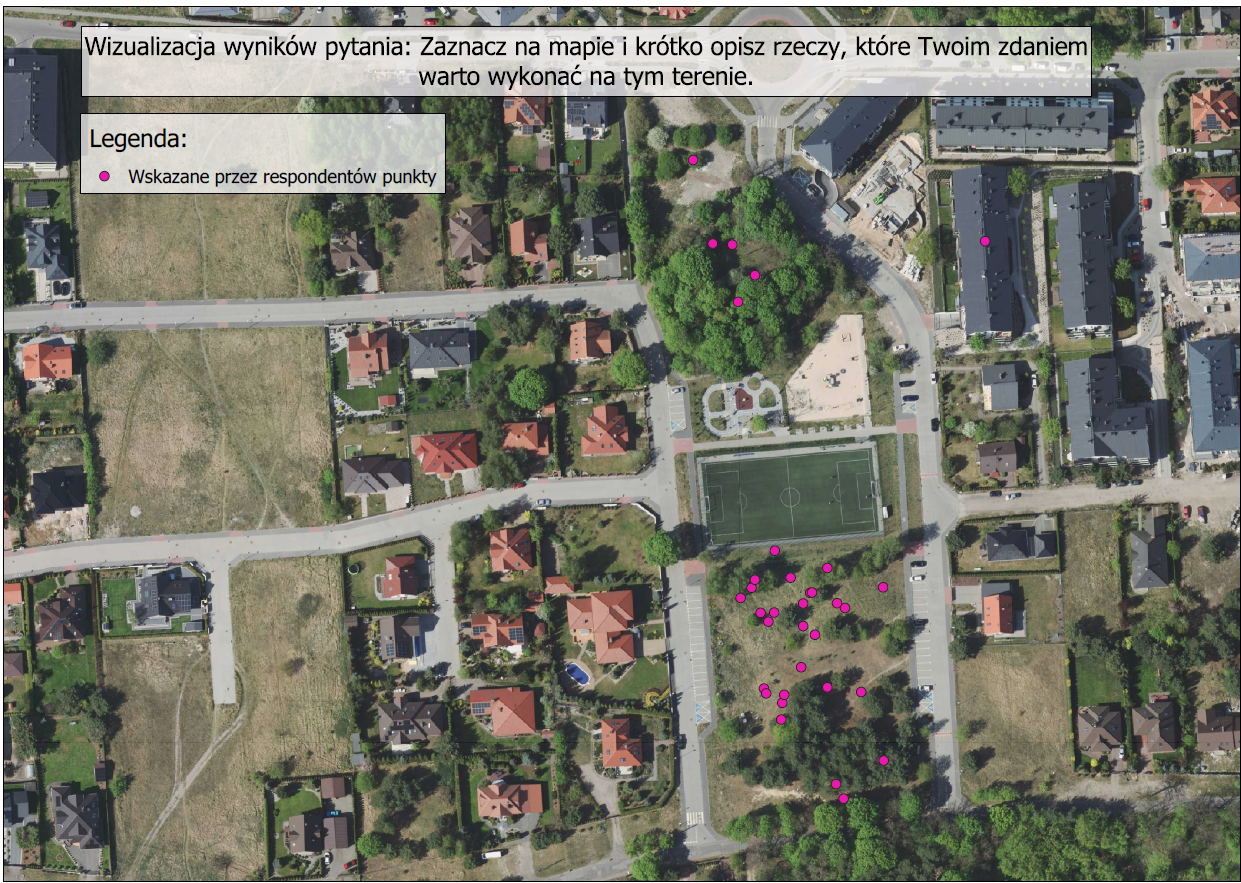 Wizualizacja wyników pytania: Zaznacz na mapie i krótko opisz rzeczy, które Twoim zdaniem
warto wykonać na tym terenie.
Legenda:
Wskazane przez respondentów punkty